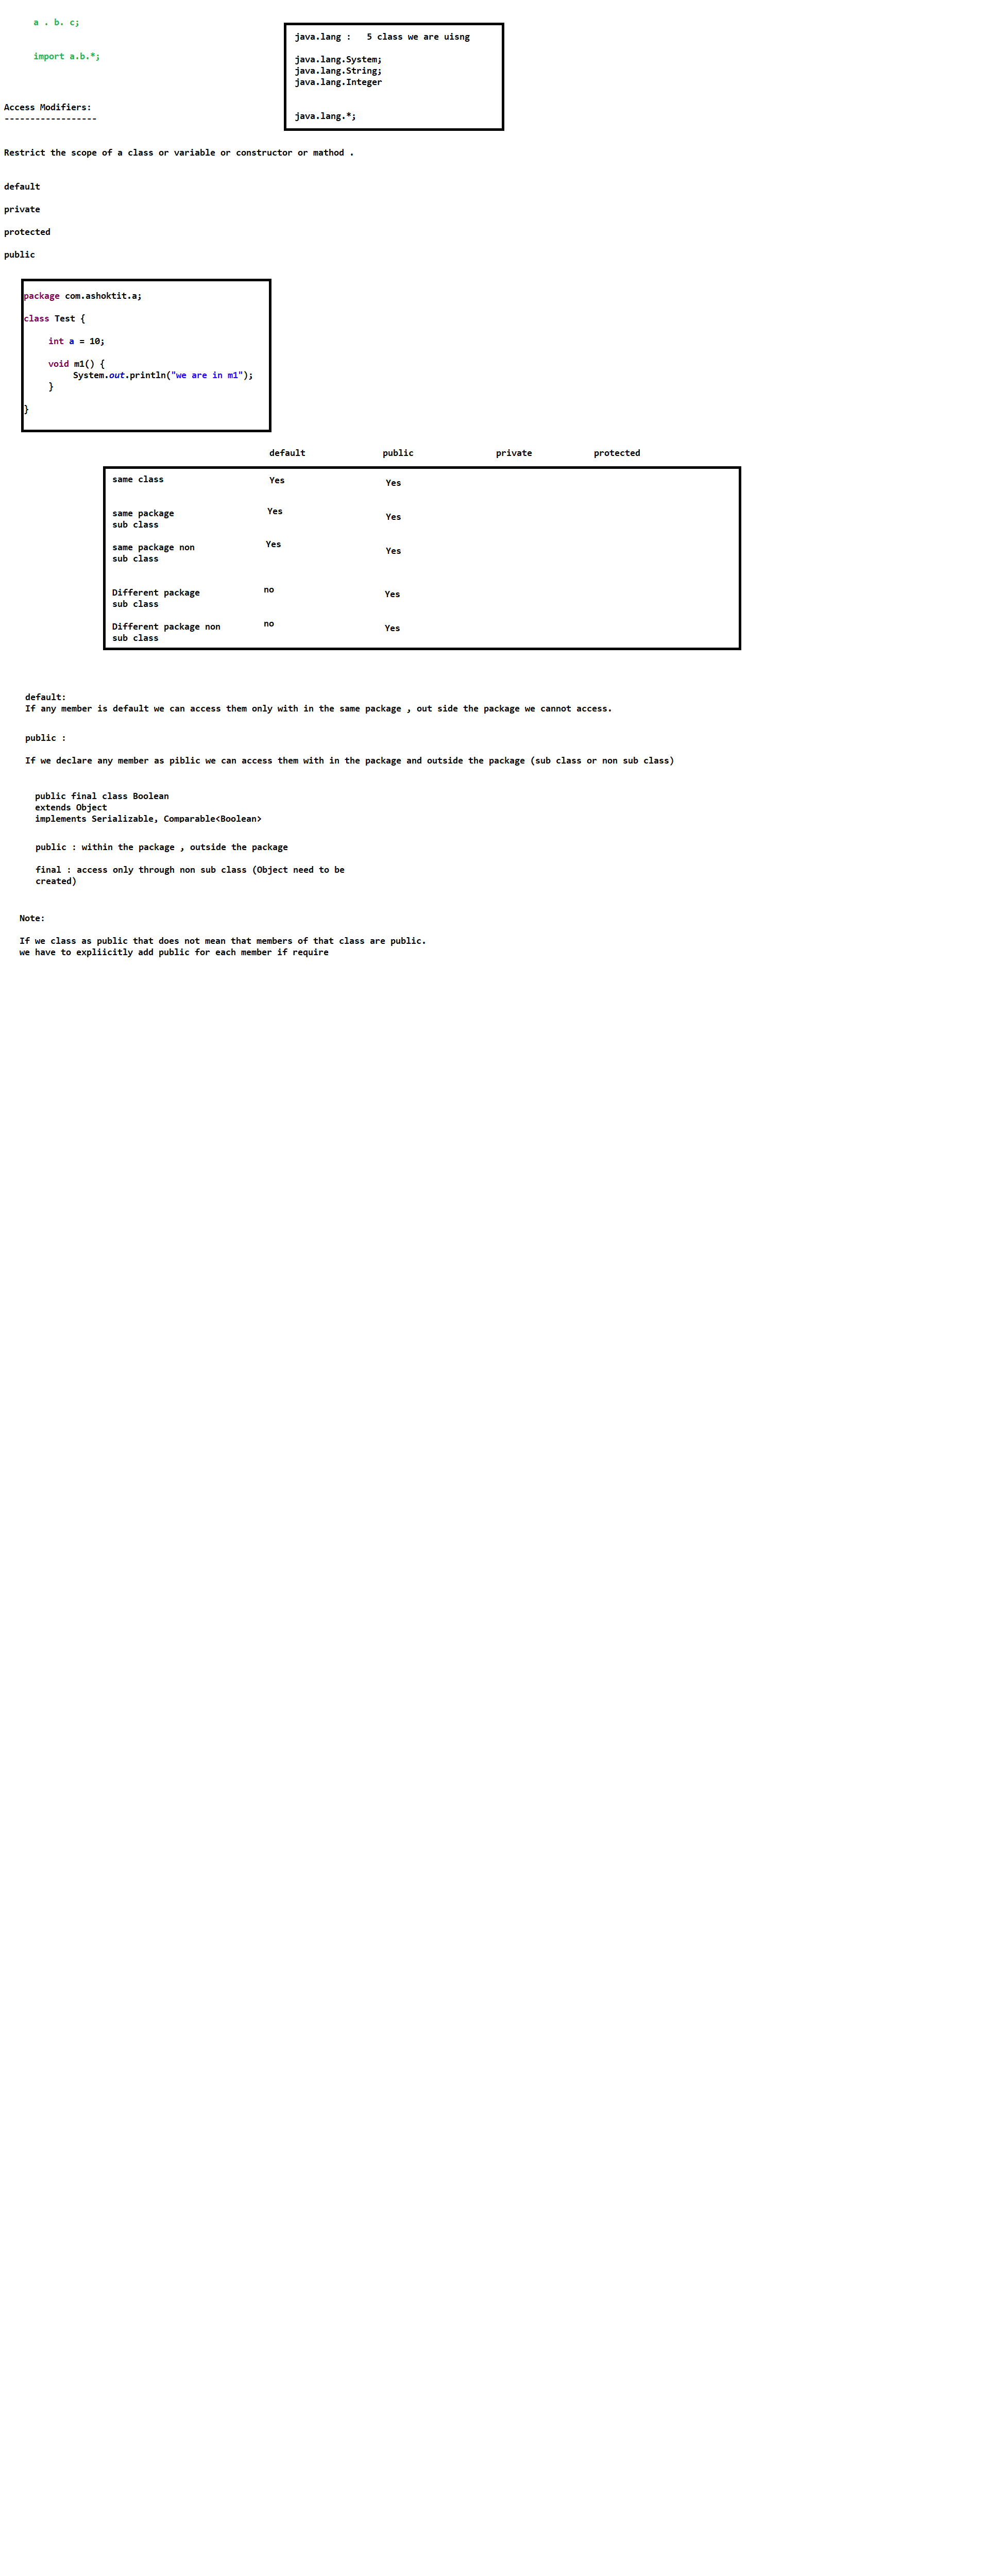 a . b. c;
import a.b.*;
java.lang :   5 class we are uisng
java.lang.System;
java.lang.String;
java.lang.Integer
java.lang.*;
Access Modifiers:
------------------
Restrict the scope of a class or variable or constructor or mathod .
default
private
protected
public
package com.ashoktit.a;
class Test {
int a = 10;
void m1() {
System.out.println("we are in m1");
}
}
default public private protected
same class Yes Yes
same package Yes Yes
sub class
same package non Yes Yes
sub class
Different package no Yes
sub class
Different package non no Yes
sub class
default:
If any member is default we can access them only with in the same package , out side the package we cannot access.
public :
If we declare any member as piblic we can access them with in the package and outside the package (sub class or non sub class)
public final class Boolean
extends Object
implements Serializable, Comparable<Boolean>
public : within the package , outside the package
final : access only through non sub class (Object need to be
created)
Note:
If we class as public that does not mean that members of that class are public.
we have to expliicitly add public for each member if require